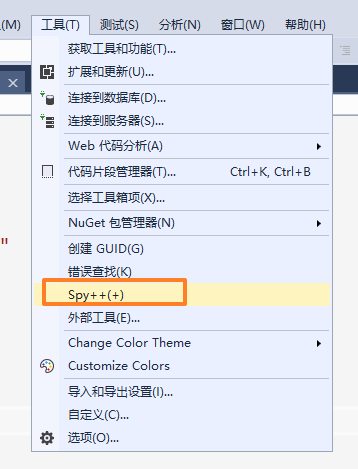 (M) 工具(T) 测试(S) 分析(N) 窗口(W) 帮助(H)
获取工具和功能(T)...
扩展和更新(U)...
连接到数据库(D)...
连接到服务器(S)...
Web 代码分析(A)
代码片段管理器(T)... Ctrl+K, Ctrl+B
选择工具箱项(X)...
NuGet 包管理器(N)
创建 GUID(G)
"
错误查找(K)
Spy++(+)
外部工具(E)...
Change Color Theme
Customize Colors
导入和导出设置(I)...
自定义(C)...
选项(O)...